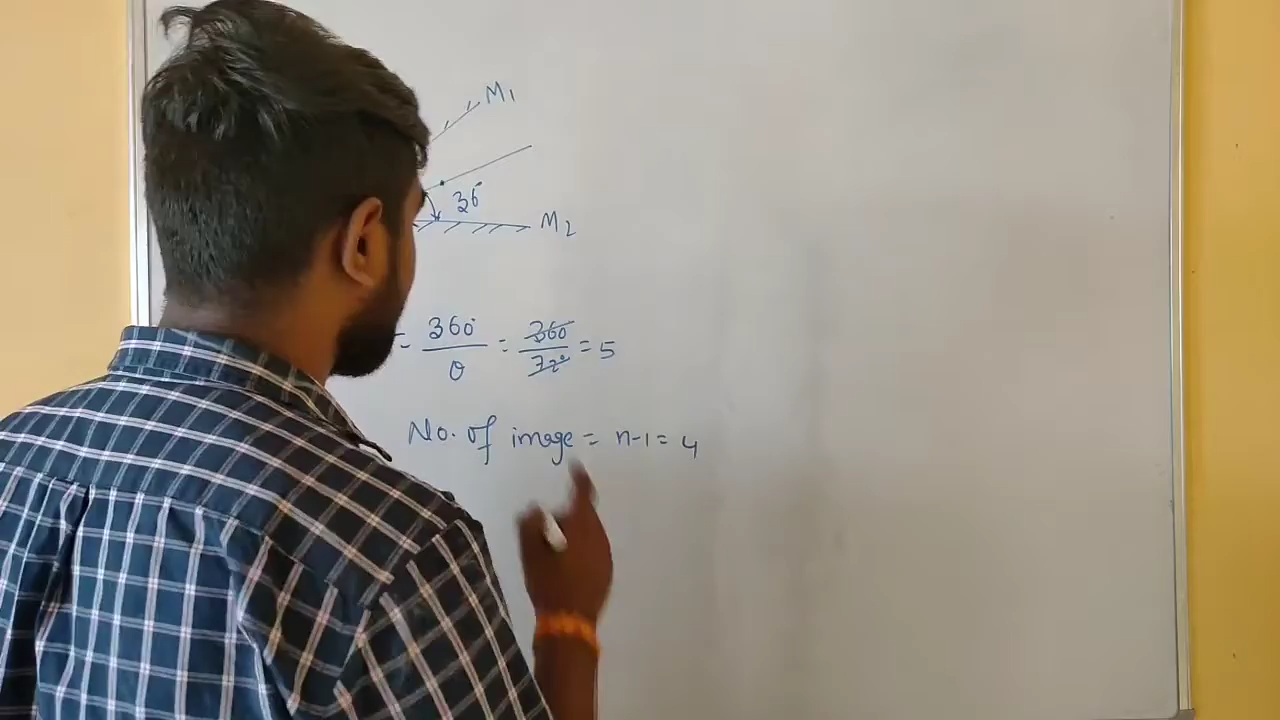 M₁
36°
M₂
= 360°/θ = 360/72° = 5
No. of image = n-1 = 4